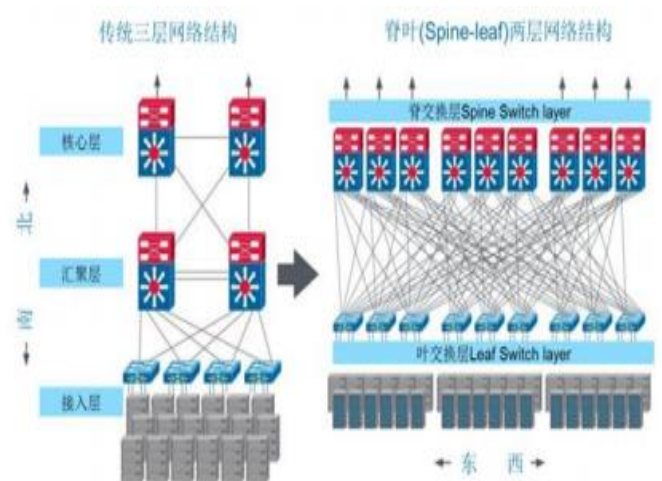 传统三层网络结构
脊叶(Spine-leaf)两层网络结构
核心层
汇聚层
接入层
北
南
脊交换层Spine Switch layer
叶交换层Leaf Switch layer
东 西